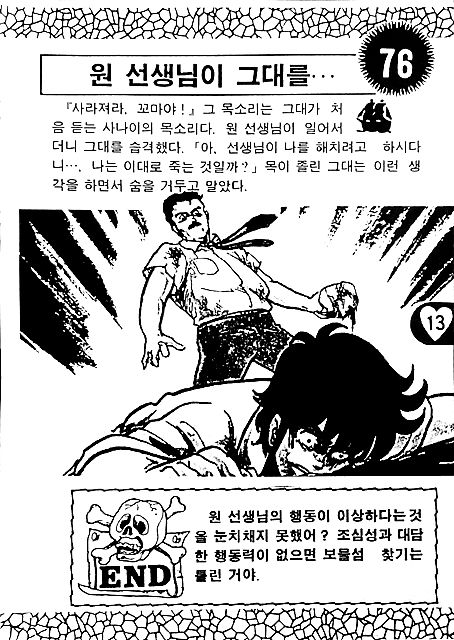 76
원 선생님이 그대를…
『사라져라, 꼬마야!』 그 목소리는 그대가 처
음 듣는 사나이의 목소리다. 원 선생님이 일어서
더니 그대를 습격했다. 「아, 선생님이 나를 해치려고 하시다
니…. 나는 이대로 죽는 것일까?」 목이 졸린 그대는 이런 생
각을 하면서 숨을 거두고 말았다.
13
원 선생님의 행동이 이상하다는것
을 눈치채지 못했어? 조심성과 대담
한 행동력이 없으면 보물섬 찾기는
틀린 거야.
END